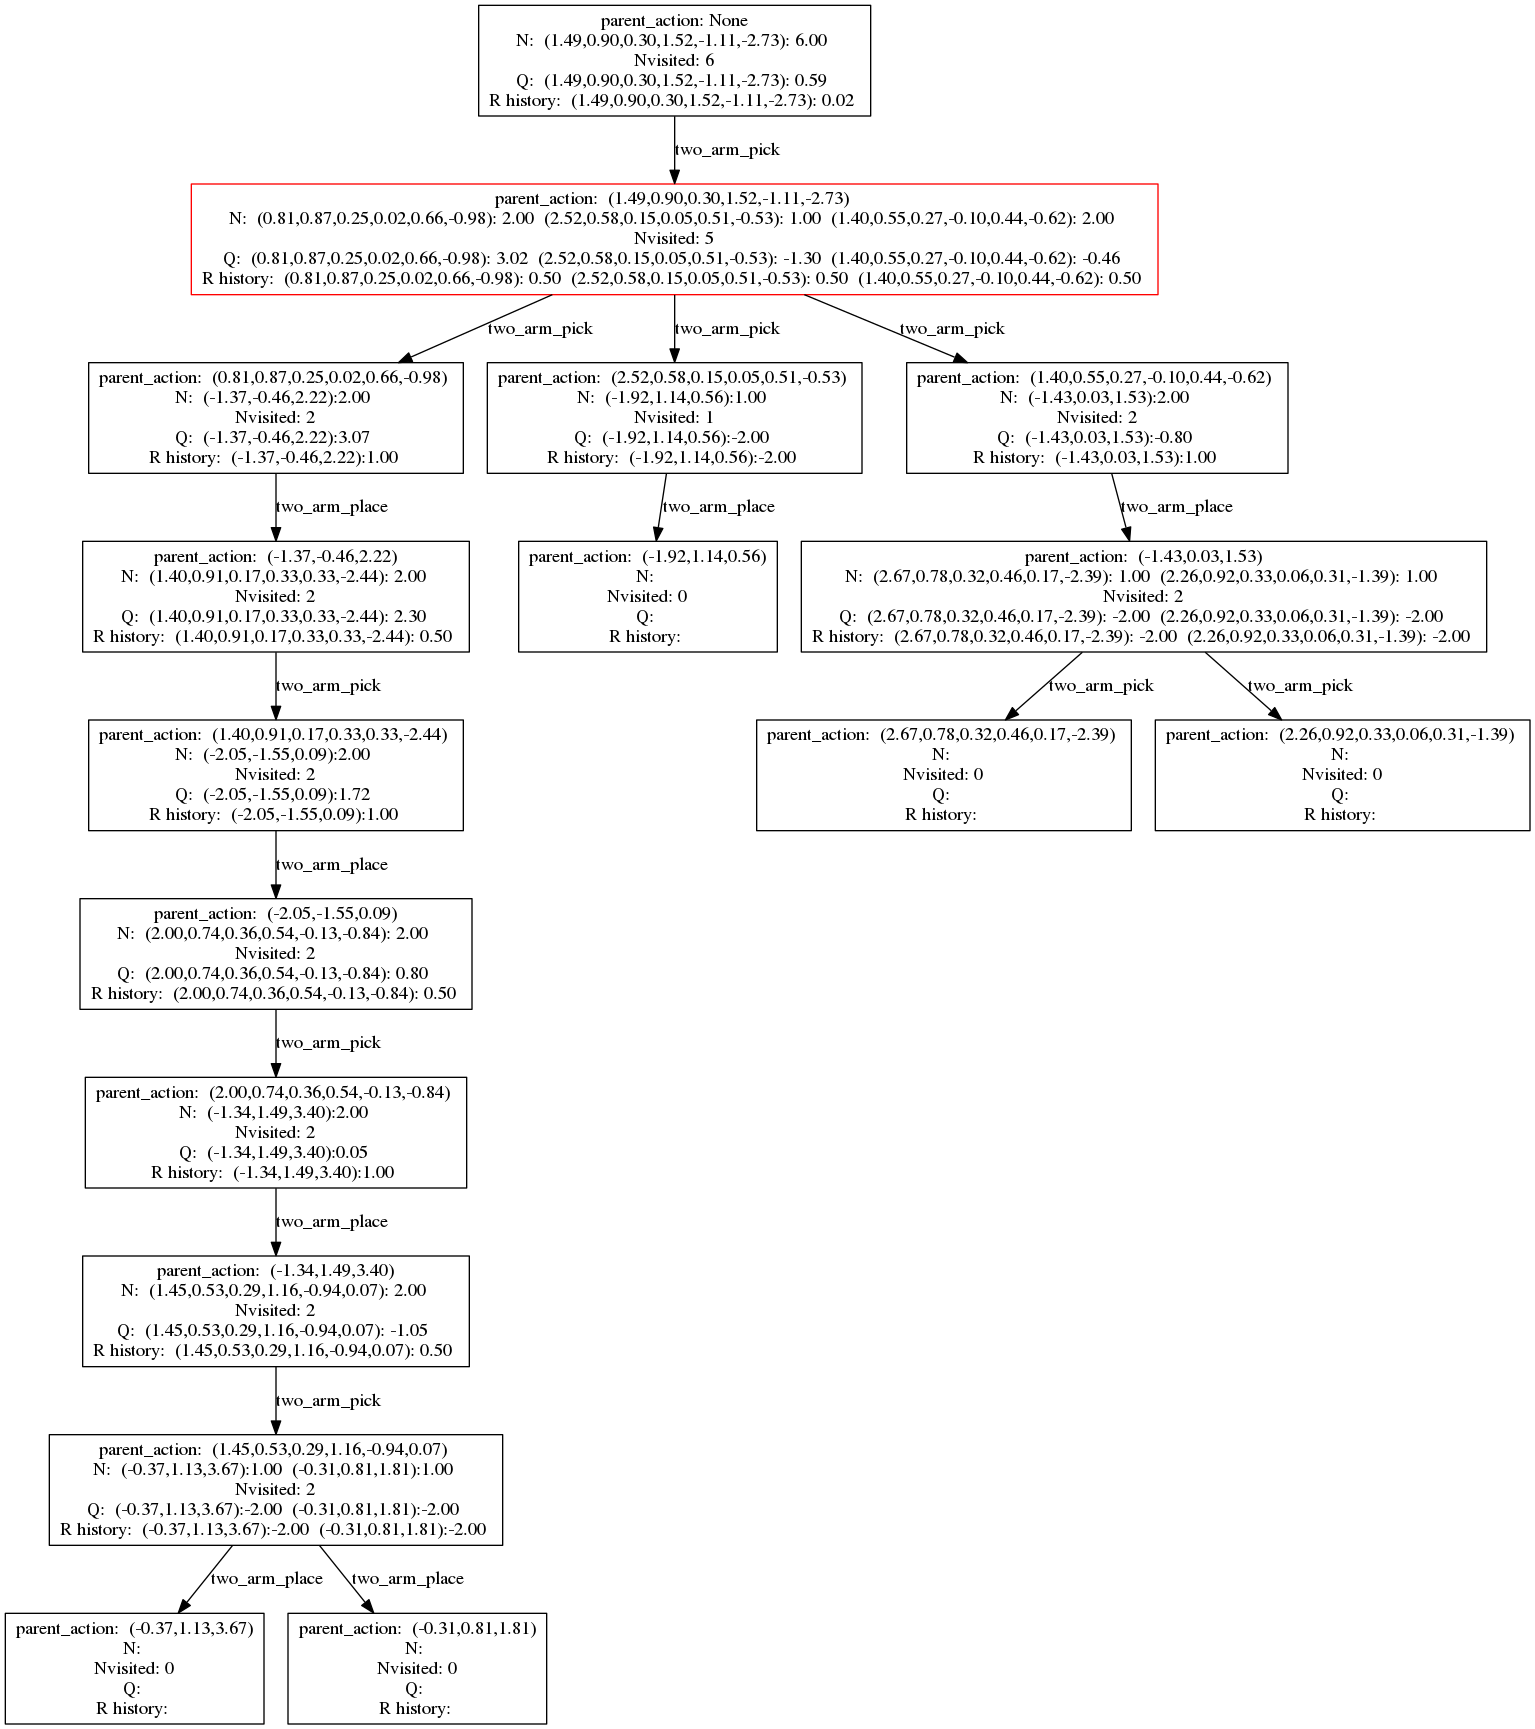 parent_action: None
N: (1.49,0.90,0.30,1.52,-1.11,-2.73): 6.00
Nvisited: 6
Q: (1.49,0.90,0.30,1.52,-1.11,-2.73): 0.59
R history: (1.49,0.90,0.30,1.52,-1.11,-2.73): 0.02
two_arm_pick
parent_action: (1.49,0.90,0.30,1.52,-1.11,-2.73)
N: (0.81,0.87,0.25,0.02,0.66,-0.98): 2.00 (2.52,0.58,0.15,0.05,0.51,-0.53): 1.00 (1.40,0.55,0.27,-0.10,0.44,-0.62): 2.00
Nvisited: 5
Q: (0.81,0.87,0.25,0.02,0.66,-0.98): 3.02 (2.52,0.58,0.15,0.05,0.51,-0.53): -1.30 (1.40,0.55,0.27,-0.10,0.44,-0.62): -0.46
R history: (0.81,0.87,0.25,0.02,0.66,-0.98): 0.50 (2.52,0.58,0.15,0.05,0.51,-0.53): 0.50 (1.40,0.55,0.27,-0.10,0.44,-0.62): 0.50
two_arm_pick
two_arm_pick
two_arm_pick
parent_action: (0.81,0.87,0.25,0.02,0.66,-0.98)
N: (-1.37,-0.46,2.22):2.00
Nvisited: 2
Q: (-1.37,-0.46,2.22):3.07
R history: (-1.37,-0.46,2.22):1.00
parent_action: (2.52,0.58,0.15,0.05,0.51,-0.53)
N: (-1.92,1.14,0.56):1.00
Nvisited: 1
Q: (-1.92,1.14,0.56):-2.00
R history: (-1.92,1.14,0.56):-2.00
parent_action: (1.40,0.55,0.27,-0.10,0.44,-0.62)
N: (-1.43,0.03,1.53):2.00
Nvisited: 2
Q: (-1.43,0.03,1.53):-0.80
R history: (-1.43,0.03,1.53):1.00
two_arm_place
two_arm_place
two_arm_place
parent_action: (-1.37,-0.46,2.22)
N: (1.40,0.91,0.17,0.33,0.33,-2.44): 2.00
Nvisited: 2
Q: (1.40,0.91,0.17,0.33,0.33,-2.44): 2.30
R history: (1.40,0.91,0.17,0.33,0.33,-2.44): 0.50
parent_action: (-1.92,1.14,0.56)
N:
Nvisited: 0
Q:
R history:
parent_action: (-1.43,0.03,1.53)
N: (2.67,0.78,0.32,0.46,0.17,-2.39): 1.00 (2.26,0.92,0.33,0.06,0.31,-1.39): 1.00
Nvisited: 2
Q: (2.67,0.78,0.32,0.46,0.17,-2.39): -2.00 (2.26,0.92,0.33,0.06,0.31,-1.39): -2.00
R history: (2.67,0.78,0.32,0.46,0.17,-2.39): -2.00 (2.26,0.92,0.33,0.06,0.31,-1.39): -2.00
two_arm_pick
two_arm_pick
two_arm_pick
parent_action: (1.40,0.91,0.17,0.33,0.33,-2.44)
N: (-2.05,-1.55,0.09):2.00
Nvisited: 2
Q: (-2.05,-1.55,0.09):1.72
R history: (-2.05,-1.55,0.09):1.00
parent_action: (2.67,0.78,0.32,0.46,0.17,-2.39)
N:
Nvisited: 0
Q:
R history:
parent_action: (2.26,0.92,0.33,0.06,0.31,-1.39)
N:
Nvisited: 0
Q:
R history:
two_arm_place
parent_action: (-2.05,-1.55,0.09)
N: (2.00,0.74,0.36,0.54,-0.13,-0.84): 2.00
Nvisited: 2
Q: (2.00,0.74,0.36,0.54,-0.13,-0.84): 0.80
R history: (2.00,0.74,0.36,0.54,-0.13,-0.84): 0.50
two_arm_pick
parent_action: (2.00,0.74,0.36,0.54,-0.13,-0.84)
N: (-1.34,1.49,3.40):2.00
Nvisited: 2
Q: (-1.34,1.49,3.40):0.05
R history: (-1.34,1.49,3.40):1.00
two_arm_place
parent_action: (-1.34,1.49,3.40)
N: (1.45,0.53,0.29,1.16,-0.94,0.07): 2.00
Nvisited: 2
Q: (1.45,0.53,0.29,1.16,-0.94,0.07): -1.05
R history: (1.45,0.53,0.29,1.16,-0.94,0.07): 0.50
two_arm_pick
parent_action: (1.45,0.53,0.29,1.16,-0.94,0.07)
N: (-0.37,1.13,3.67):1.00 (-0.31,0.81,1.81):1.00
Nvisited: 2
Q: (-0.37,1.13,3.67):-2.00 (-0.31,0.81,1.81):-2.00
R history: (-0.37,1.13,3.67):-2.00 (-0.31,0.81,1.81):-2.00
two_arm_place
two_arm_place
parent_action: (-0.37,1.13,3.67)
N:
Nvisited: 0
Q:
R history:
parent_action: (-0.31,0.81,1.81)
N:
Nvisited: 0
Q:
R history: